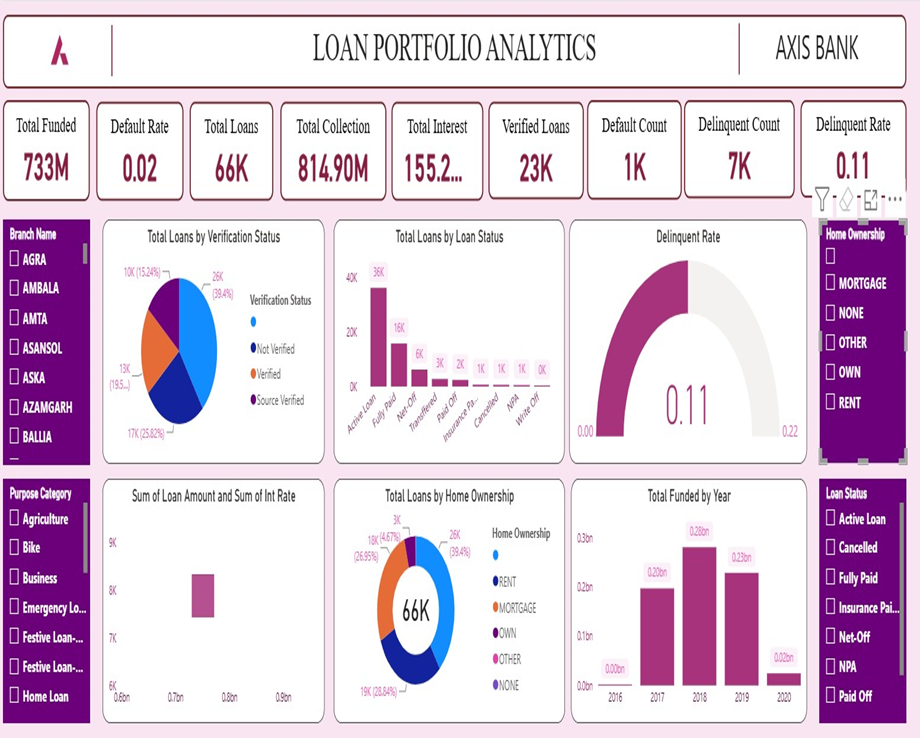 LOAN PORTFOLIO ANALYTICS
AXIS BANK
Total Funded
733M
Default Rate
0.02
Total Loans
66K
Total Collection
814.90M
Total Interest
155.2...
Verified Loans
23K
Default Count
1K
Delinquent Count
7K
Delinquent Rate
0.11
Branch Name
AGRA
AMBALA
AMTA
ASANSOL
ASKA
AZAMGARH
BALLIA
Total Loans by Verification Status
10K (15.24%)
26K
(39.4%)
13K
(19.5...)
17K (25.82%)
Verification Status
Not Verified
Verified
Source Verified
Total Loans by Loan Status
40K
20K
0K
36K
16K
6K
3K
2K
1K
1K
1K
0K
Active Loan
Fully Paid
Net-Off
Transferred
Paid Off
Insurance Pa...
Cancelled
NPA
Write Off
Delinquent Rate
0.11
0.00
0.22
Home Ownership
MORTGAGE
NONE
OTHER
OWN
RENT
Purpose Category
Agriculture
Bike
Business
Emergency Lo...
Festive Loan-...
Festive Loan-...
Home Loan
Sum of Loan Amount and Sum of Int Rate
9K
8K
7K
6K
0.6bn
0.7bn
0.8bn
0.9bn
Total Loans by Home Ownership
3K
(4.67%)
18K
(26.95%)
26K
(39.4%)
66K
19K (28.84%)
Home Ownership
RENT
MORTGAGE
OWN
OTHER
NONE
Total Funded by Year
0.3bn
0.2bn
0.1bn
0.0bn
0.00bn
0.20bn
0.28bn
0.23bn
0.02bn
2016
2017
2018
2019
2020
Loan Status
Active Loan
Cancelled
Fully Paid
Insurance Pai...
Net-Off
NPA
Paid Off